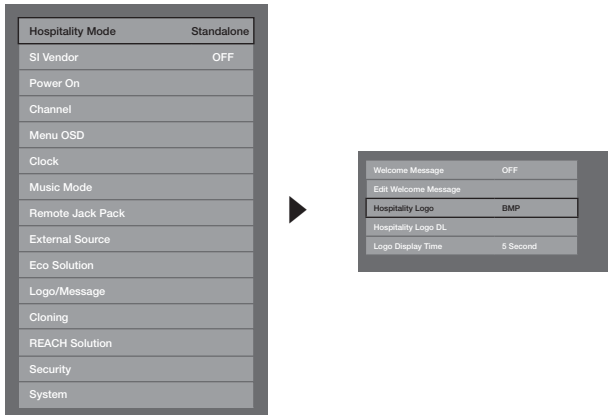 Hospitality Mode Standalone
SI Vendor OFF
Power On
Channel
Menu OSD
Clock
Music Mode
Remote Jack Pack
External Source
Eco Solution
Logo/Message
Cloning
REACH Solution
Security
System
Welcome Message OFF
Edit Welcome Message
Hospitality Logo BMP
Hospitality Logo DL
Logo Display Time 5 Second